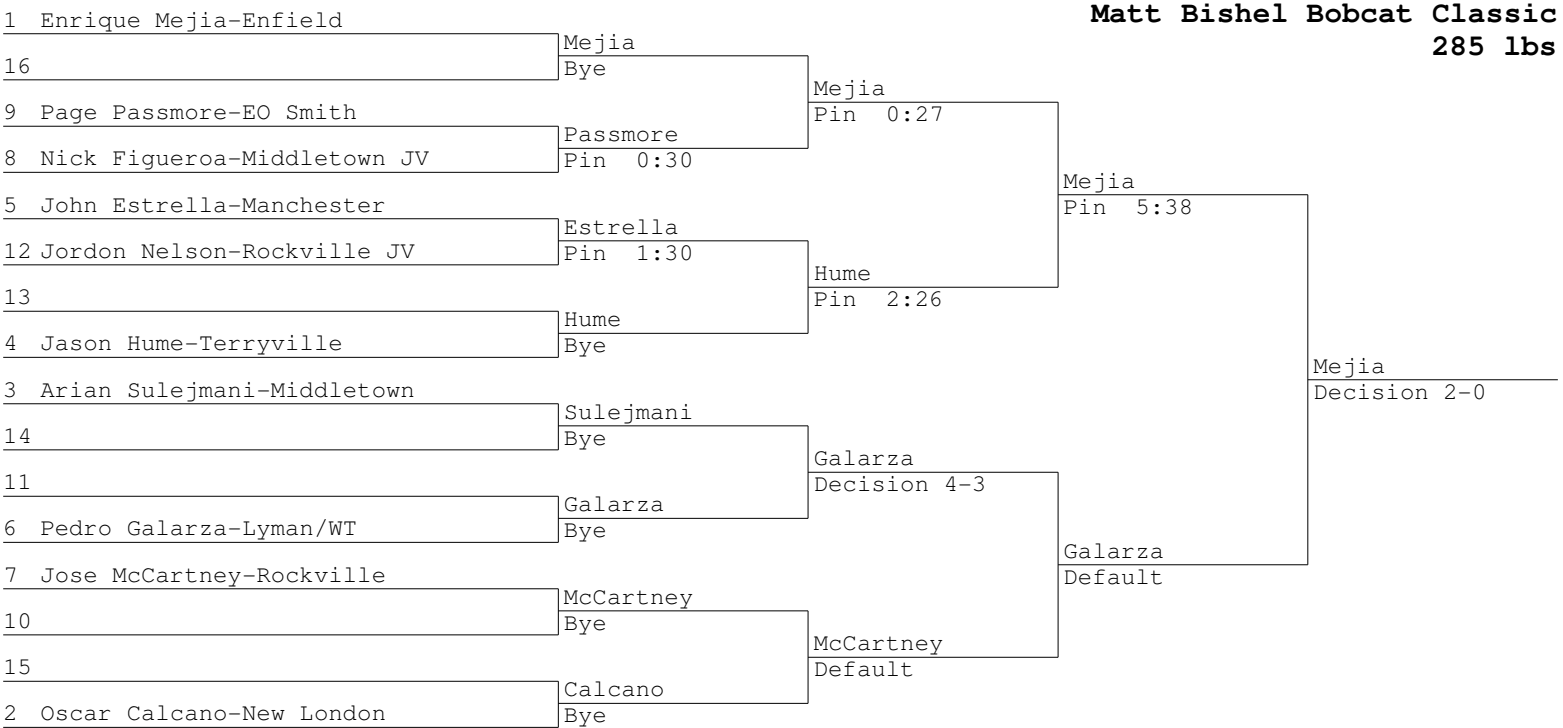 Matt Bishel Bobcat Classic
285 lbs
1 Enrique Mejia-Enfield
16
9 Page Passmore-EO Smith
8 Nick Figueroa-Middletown JV
5 John Estrella-Manchester
12 Jordon Nelson-Rockville JV
13
4 Jason Hume-Terryville
3 Arian Sulejmani-Middletown
14
11
6 Pedro Galarza-Lyman/WT
7 Jose McCartney-Rockville
10
15
2 Oscar Calcano-New London
Mejia
Bye
Passmore
Pin 0:30
Estrella
Pin 1:30
Hume
Bye
Sulejmani
Bye
Galarza
Bye
McCartney
Bye
Calcano
Bye
Mejia
Pin 0:27
Hume
Pin 2:26
Galarza
Decision 4-3
McCartney
Default
Mejia
Pin 5:38
Galarza
Default
Mejia
Decision 2-0